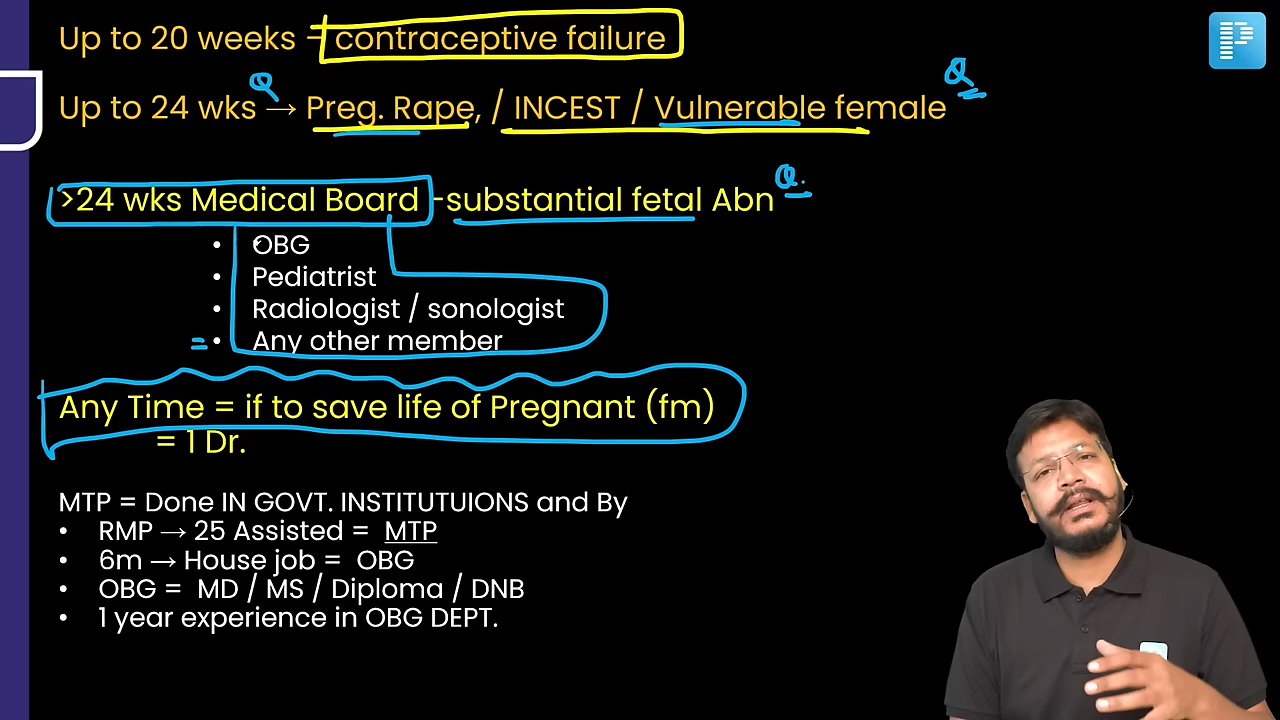 Up to 20 weeks - contraceptive failure
Up to 24 wks → Preg. Rape, / INCEST / Vulnerable female
Q
Q
>24 wks Medical Board -substantial fetal Abn
Q.
• OBG
• Pediatrist
• Radiologist / sonologist
= • Any other member
Any Time = if to save life of Pregnant (fm)
= 1 Dr.
MTP = Done IN GOVT. INSTITUTUIONS and By
• RMP → 25 Assisted = MTP
• 6m → House job = OBG
• OBG = MD / MS / Diploma / DNB
• 1 year experience in OBG DEPT.
P